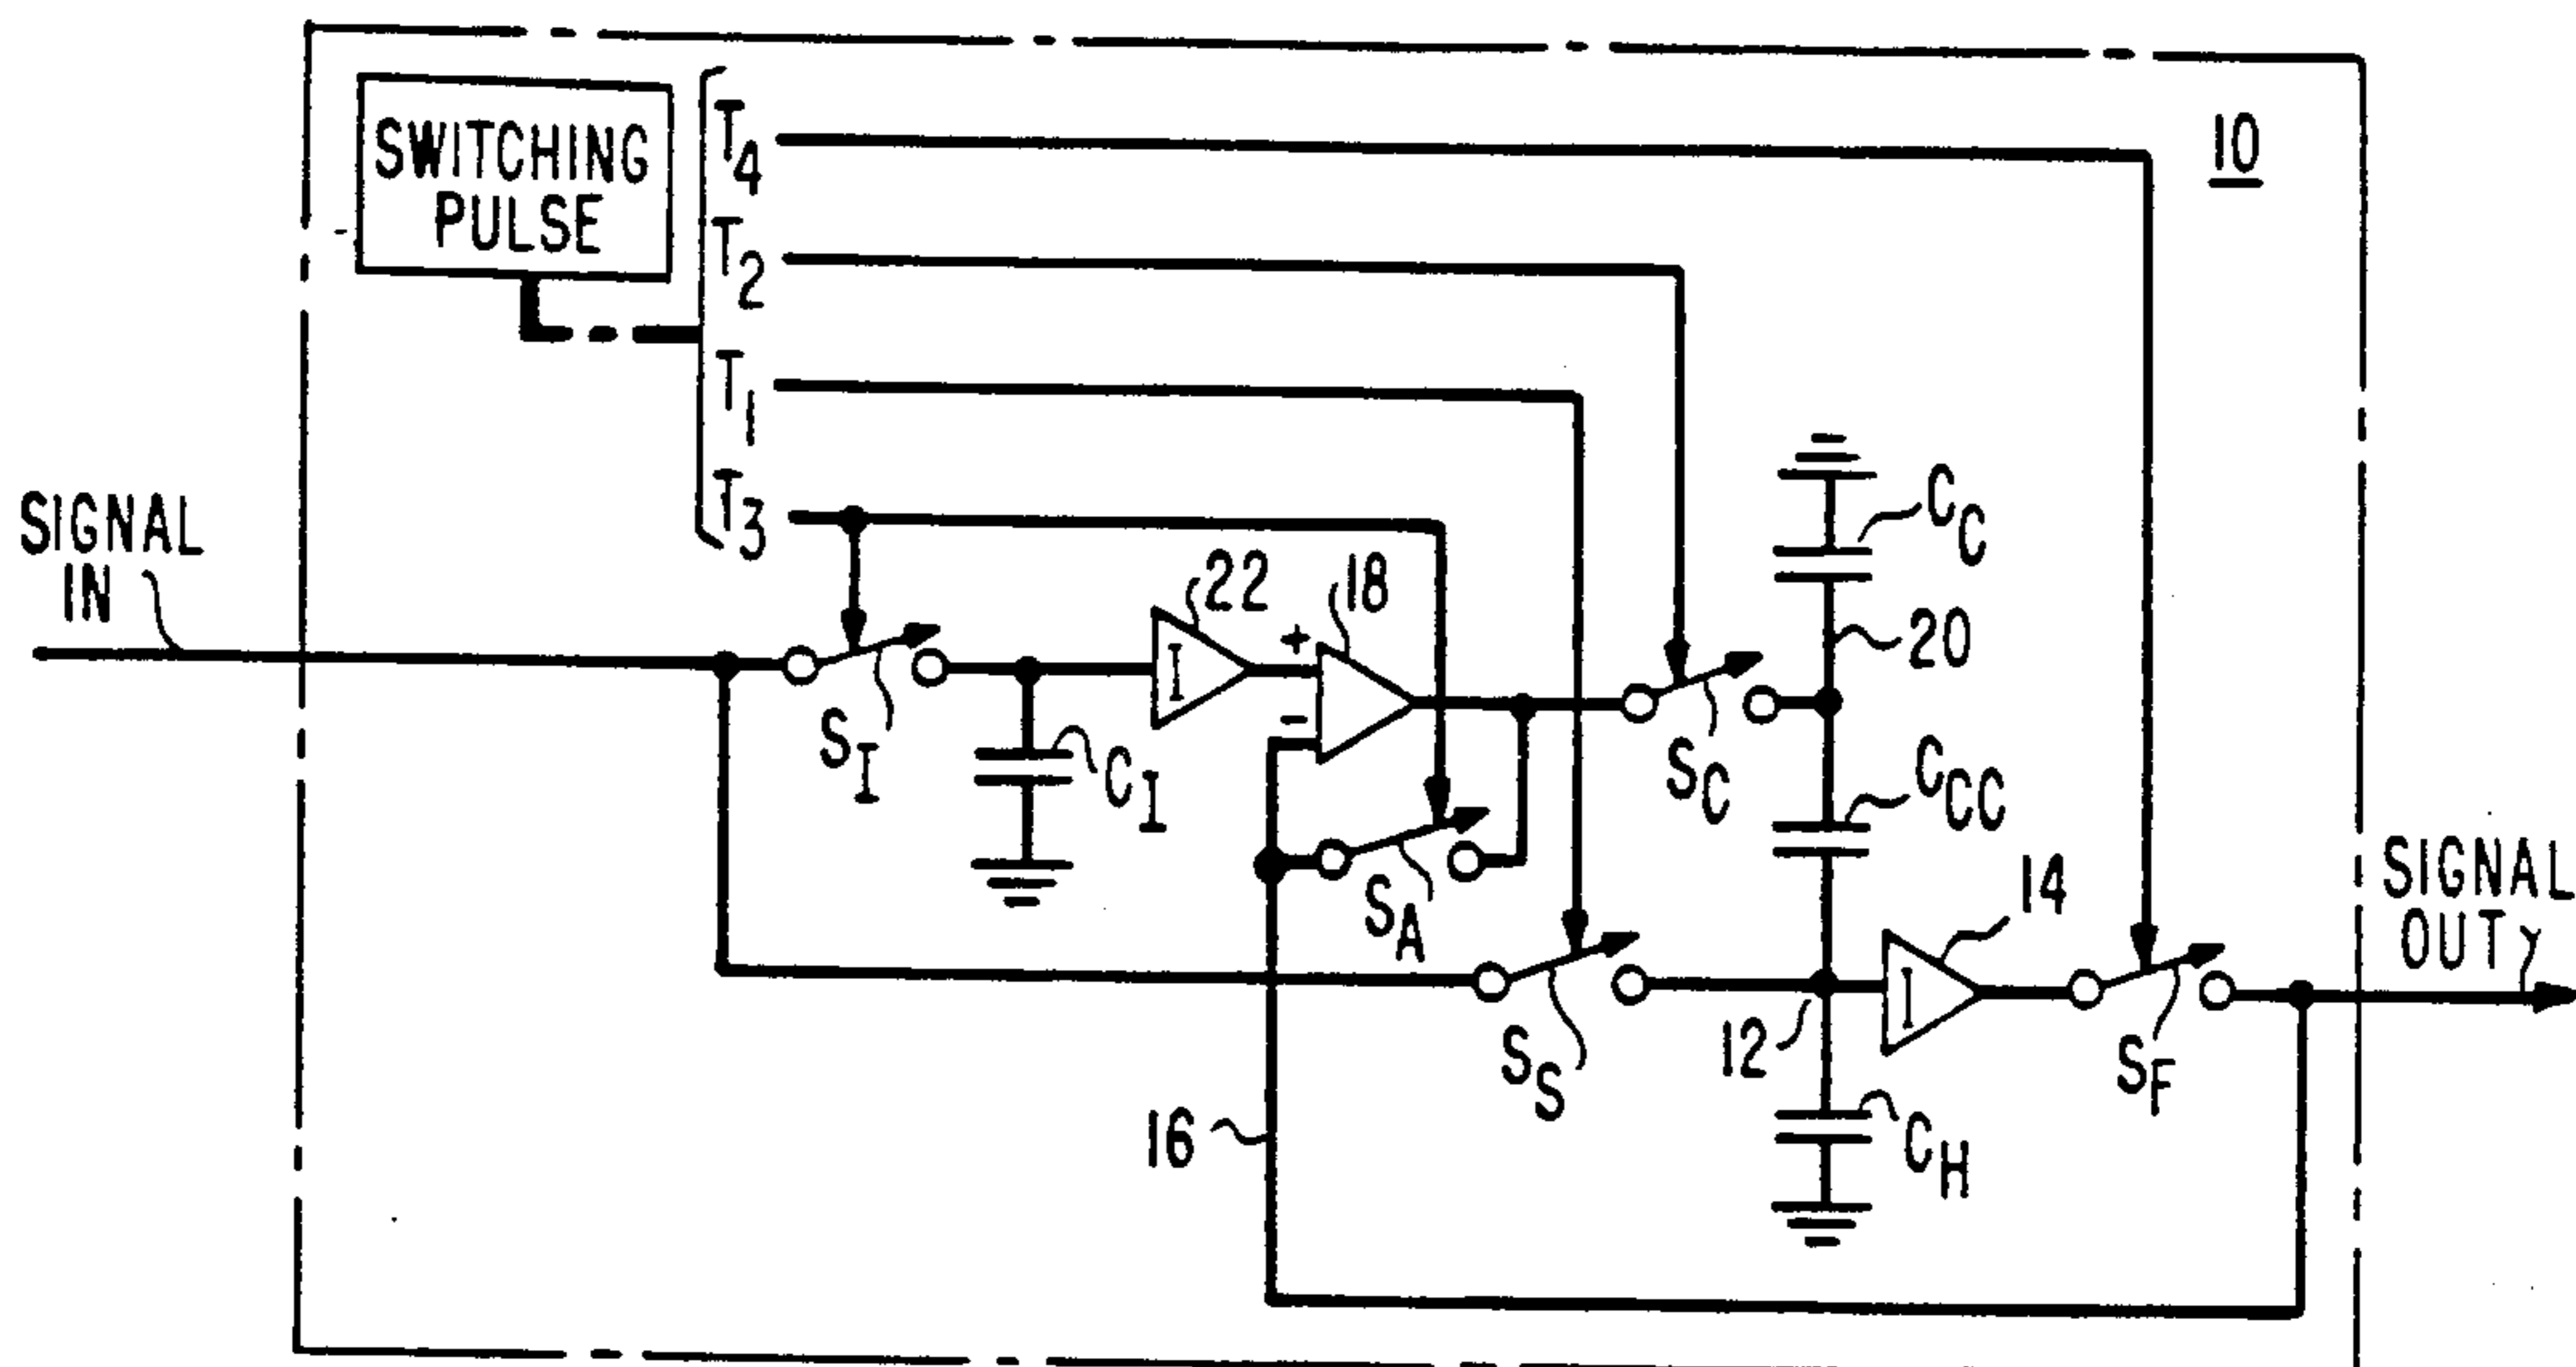 SWITCHING
PULSE
T4
T2
T1
T3
10
SIGNAL
IN
22
+
18
-
I
SI
CI
SA
SC
CC
20
CCC
14
I
SIGNAL
OUT
12
SS
SF
16
CH